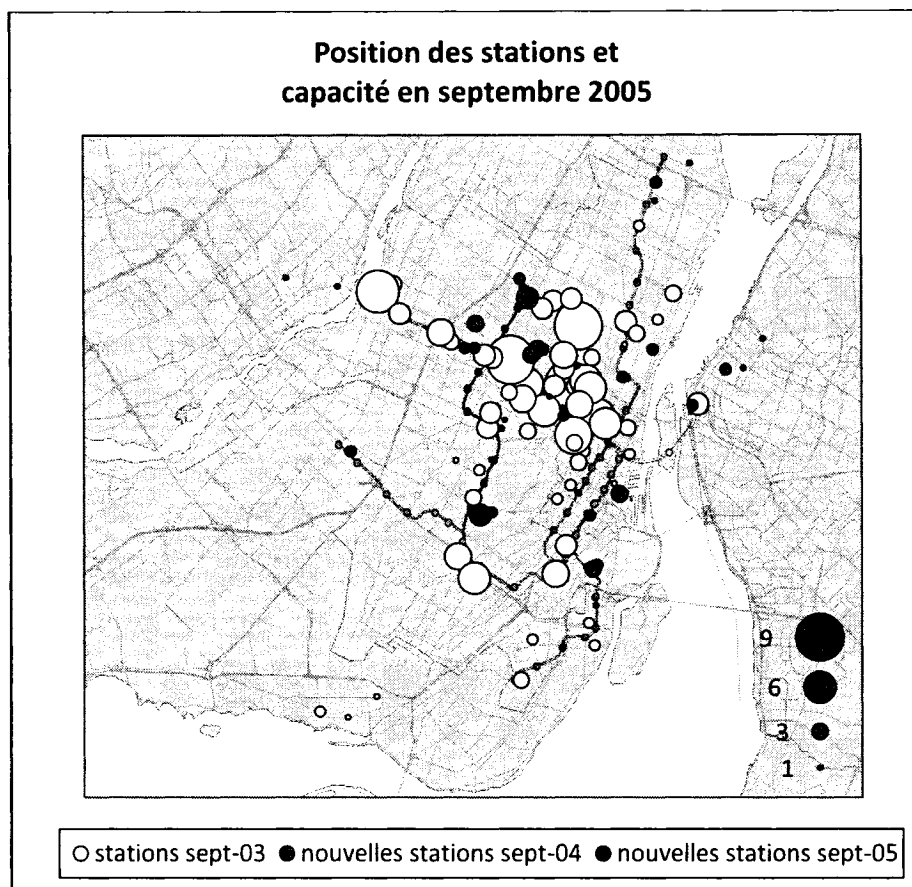 Position des stations et
capacité en septembre 2005
9
6
3
1
○ stations sept-03 ● nouvelles stations sept-04 ● nouvelles stations sept-05